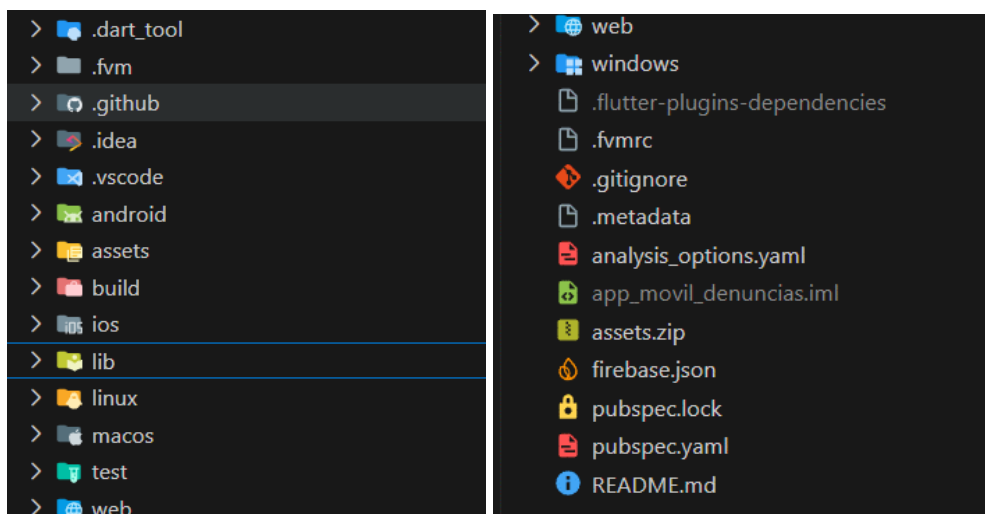 .dart_tool
.fvm
.github
.idea
.vscode
android
assets
build
ios
lib
linux
macos
test
web
web
windows
.flutter-plugins-dependencies
.fvmrc
.gitignore
.metadata
analysis_options.yaml
app_movil_denuncias.iml
assets.zip
firebase.json
pubspec.lock
pubspec.yaml
README.md